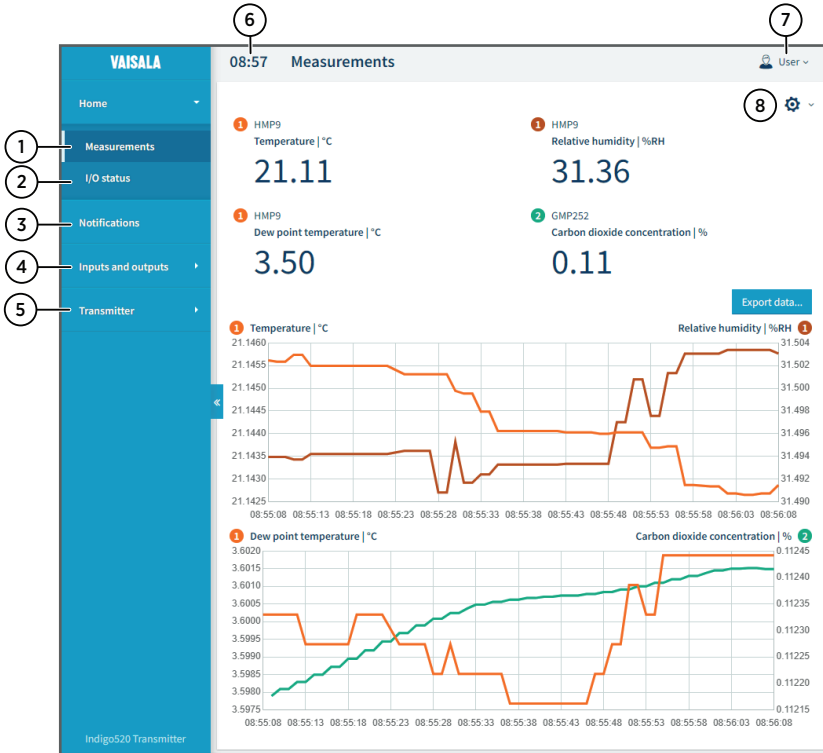 6
7
VAISALA
08:57 Measurements
User
Home
8
1 HMP9
Temperature | °C
21.11
1 HMP9
Relative humidity | %RH
31.36
1
Measurements
2
I/O status
3
Notifications
1 HMP9
Dew point temperature | °C
3.50
2 GMP252
Carbon dioxide concentration | %
0.11
4
Inputs and outputs
5
Transmitter
Export data...
1 Temperature | °C
Relative humidity | %RH 1
21.1460
21.1455
21.1450
21.1445
21.1440
21.1435
21.1430
21.1425
31.504
31.502
31.500
31.498
31.496
31.494
31.492
31.490
«
08:55:08 08:55:13 08:55:18 08:55:23 08:55:28 08:55:33 08:55:38 08:55:43 08:55:48 08:55:53 08:55:58 08:56:03 08:56:08
1 Dew point temperature | °C
Carbon dioxide concentration | % 2
3.6020
3.6015
3.6010
3.6005
3.6000
3.5995
3.5990
3.5985
3.5980
3.5975
0.11245
0.11240
0.11235
0.11230
0.11225
0.11220
0.11215
08:55:08 08:55:13 08:55:18 08:55:23 08:55:28 08:55:33 08:55:38 08:55:43 08:55:48 08:55:53 08:55:58 08:56:03 08:56:08
Indigo520 Transmitter